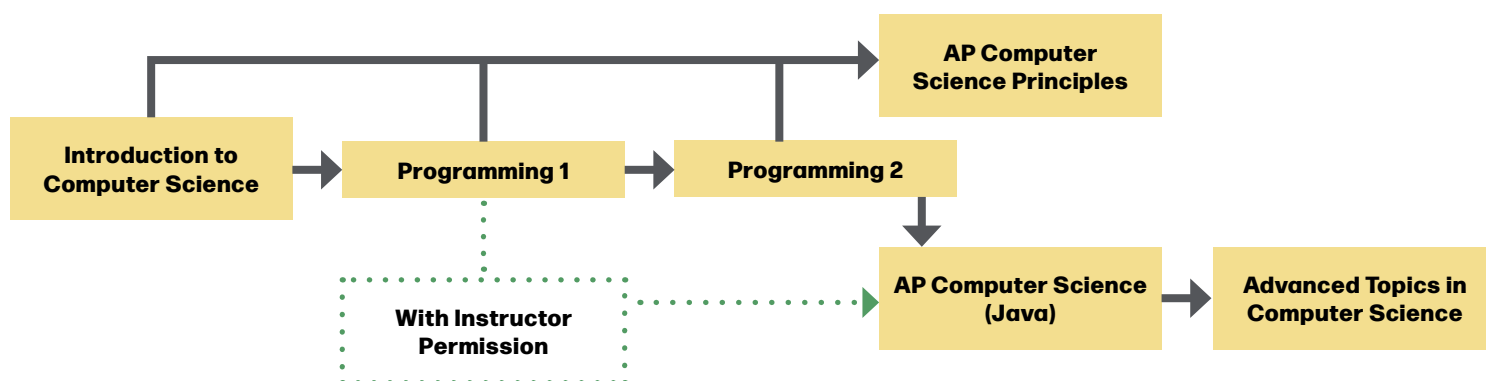 AP Computer
Science Principles
Introduction to
Computer Science
Programming 1
Programming 2
With Instructor
Permission
AP Computer Science
(Java)
Advanced Topics in
Computer Science